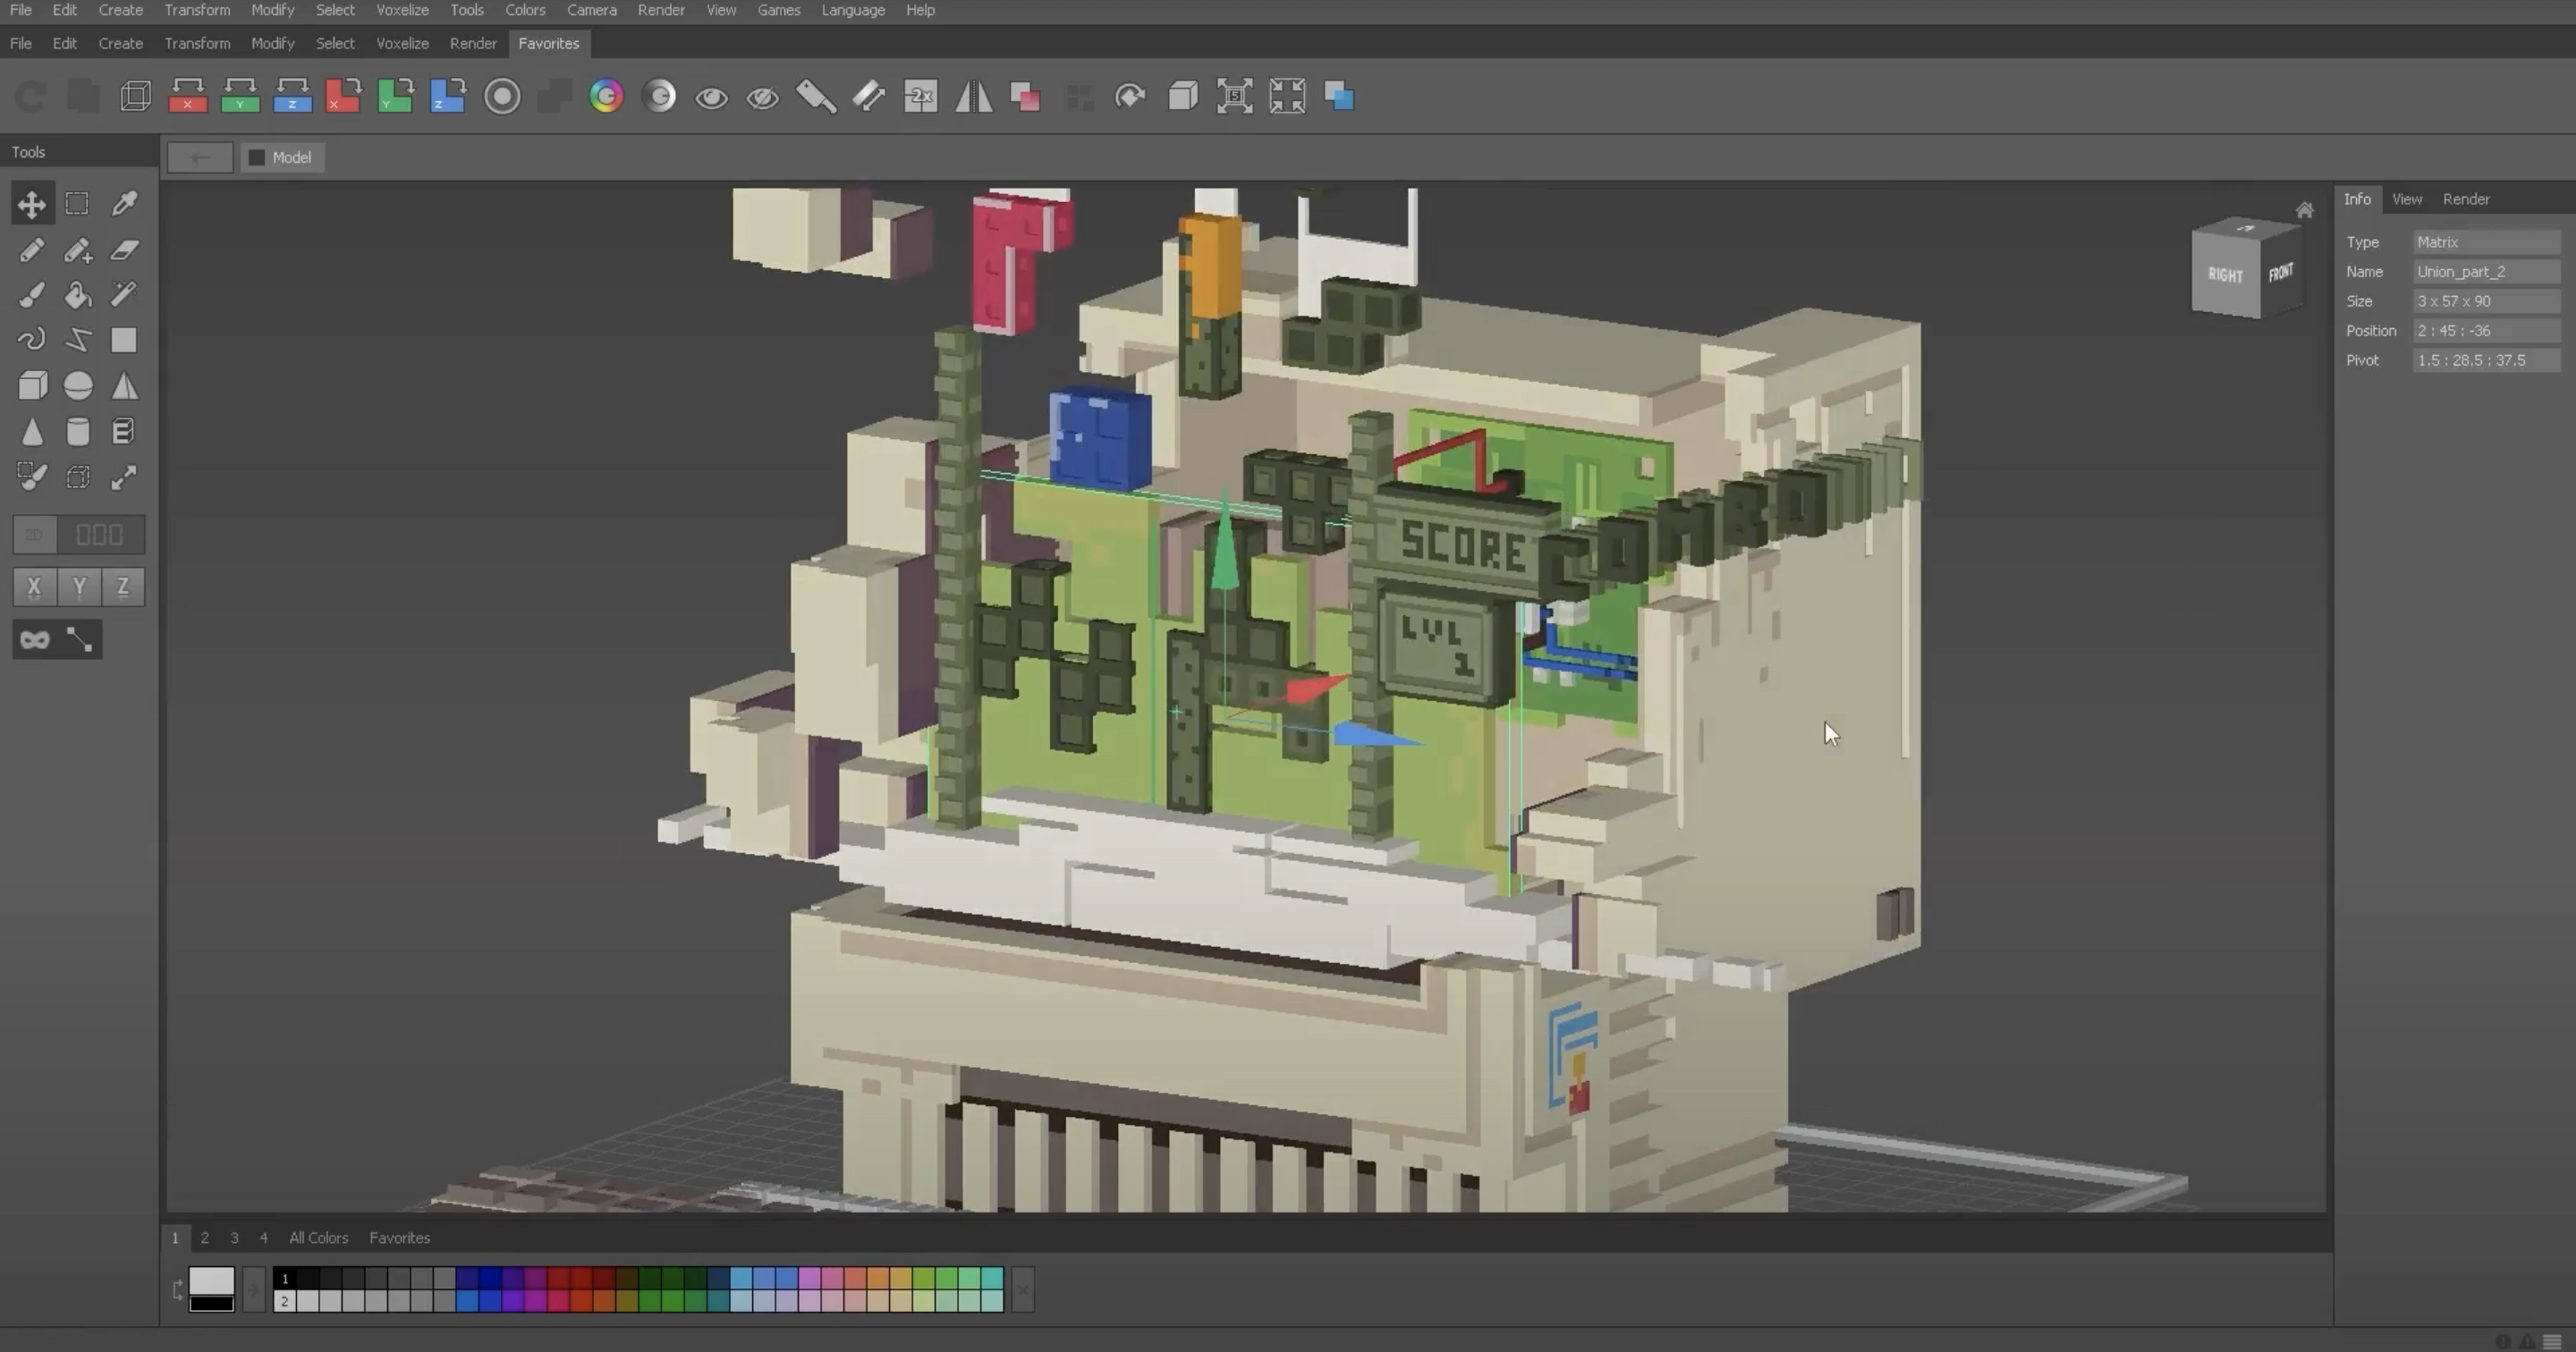 File Edit Create Transform Modify Select Voxelize Tools Colors Camera Render View Games Language Help
File Edit Create Transform Modify Select Voxelize Render Favorites
X Y Z X Y Z 2x S
Tools
Model
Info View Render
Type Matrix
Name Union_part_2
Size 3 x 57 x 90
Position 2 : 45 : -36
Pivot 1.5 : 28.5 : 37.5
RIGHT FRONT
2D
X Y Z
SCORE
COMBO
LVL
1
1 2 3 4 All Colors Favorites
1
2